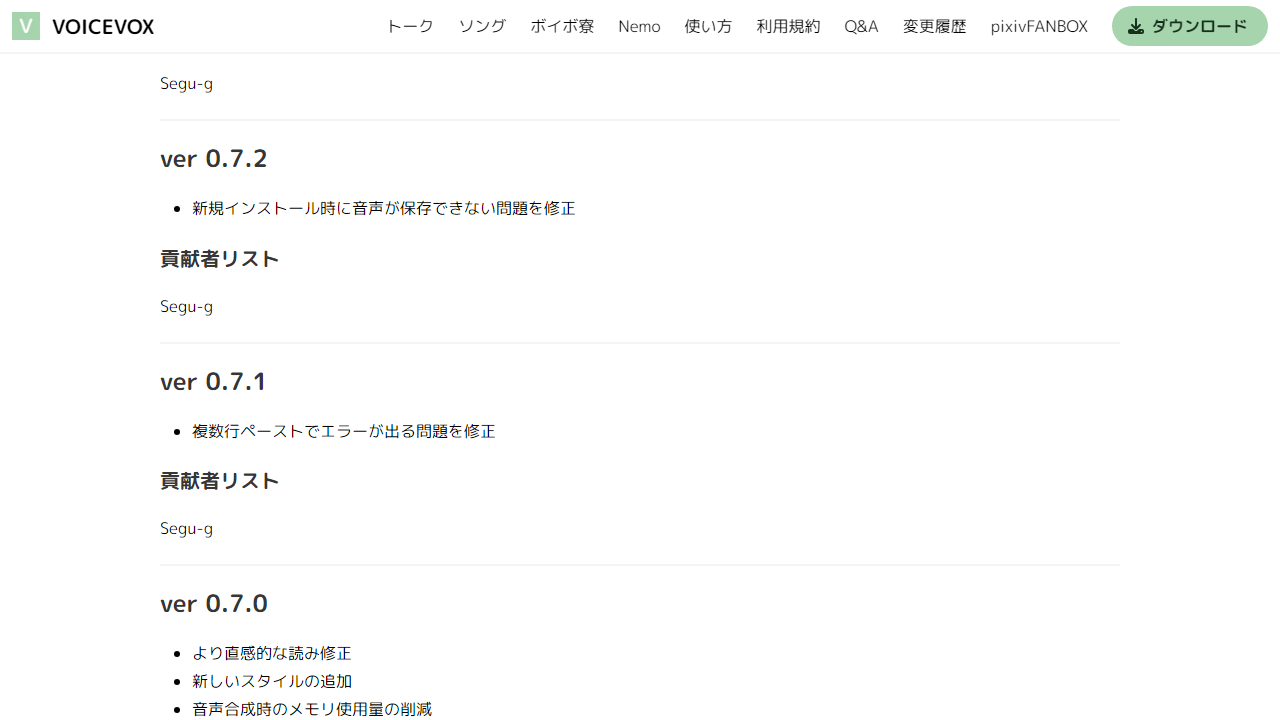 V VOICEVOX トーク ソング ボイボ寮 Nemo 使い方 利用規約 Q&A 変更履歴 pixivFANBOX ダウンロード
Segu-g
ver 0.7.2
新規インストール時に音声が保存できない問題を修正
貢献者リスト
Segu-g
ver 0.7.1
複数行ペーストでエラーが出る問題を修正
貢献者リスト
Segu-g
ver 0.7.0
より直感的な読み修正
新しいスタイルの追加
音声合成時のメモリ使用量の削減